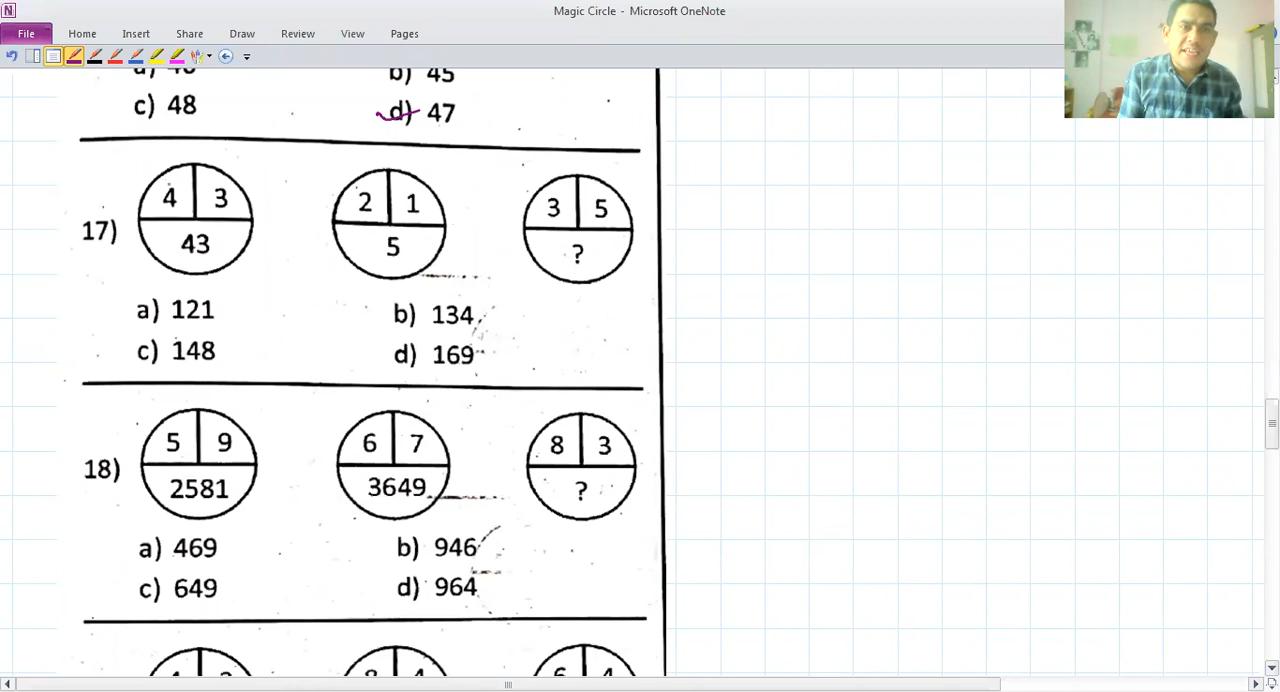 Magic Circle - Microsoft OneNote
File Home Insert Share Draw Review View Pages
b) 45
c) 48 d) 47
17) 4 3 2 1 3 5
43 5 ?
a) 121 b) 134
c) 148 d) 169
18) 5 9 6 7 8 3
2581 3649 ?
a) 469 b) 946
c) 649 d) 964